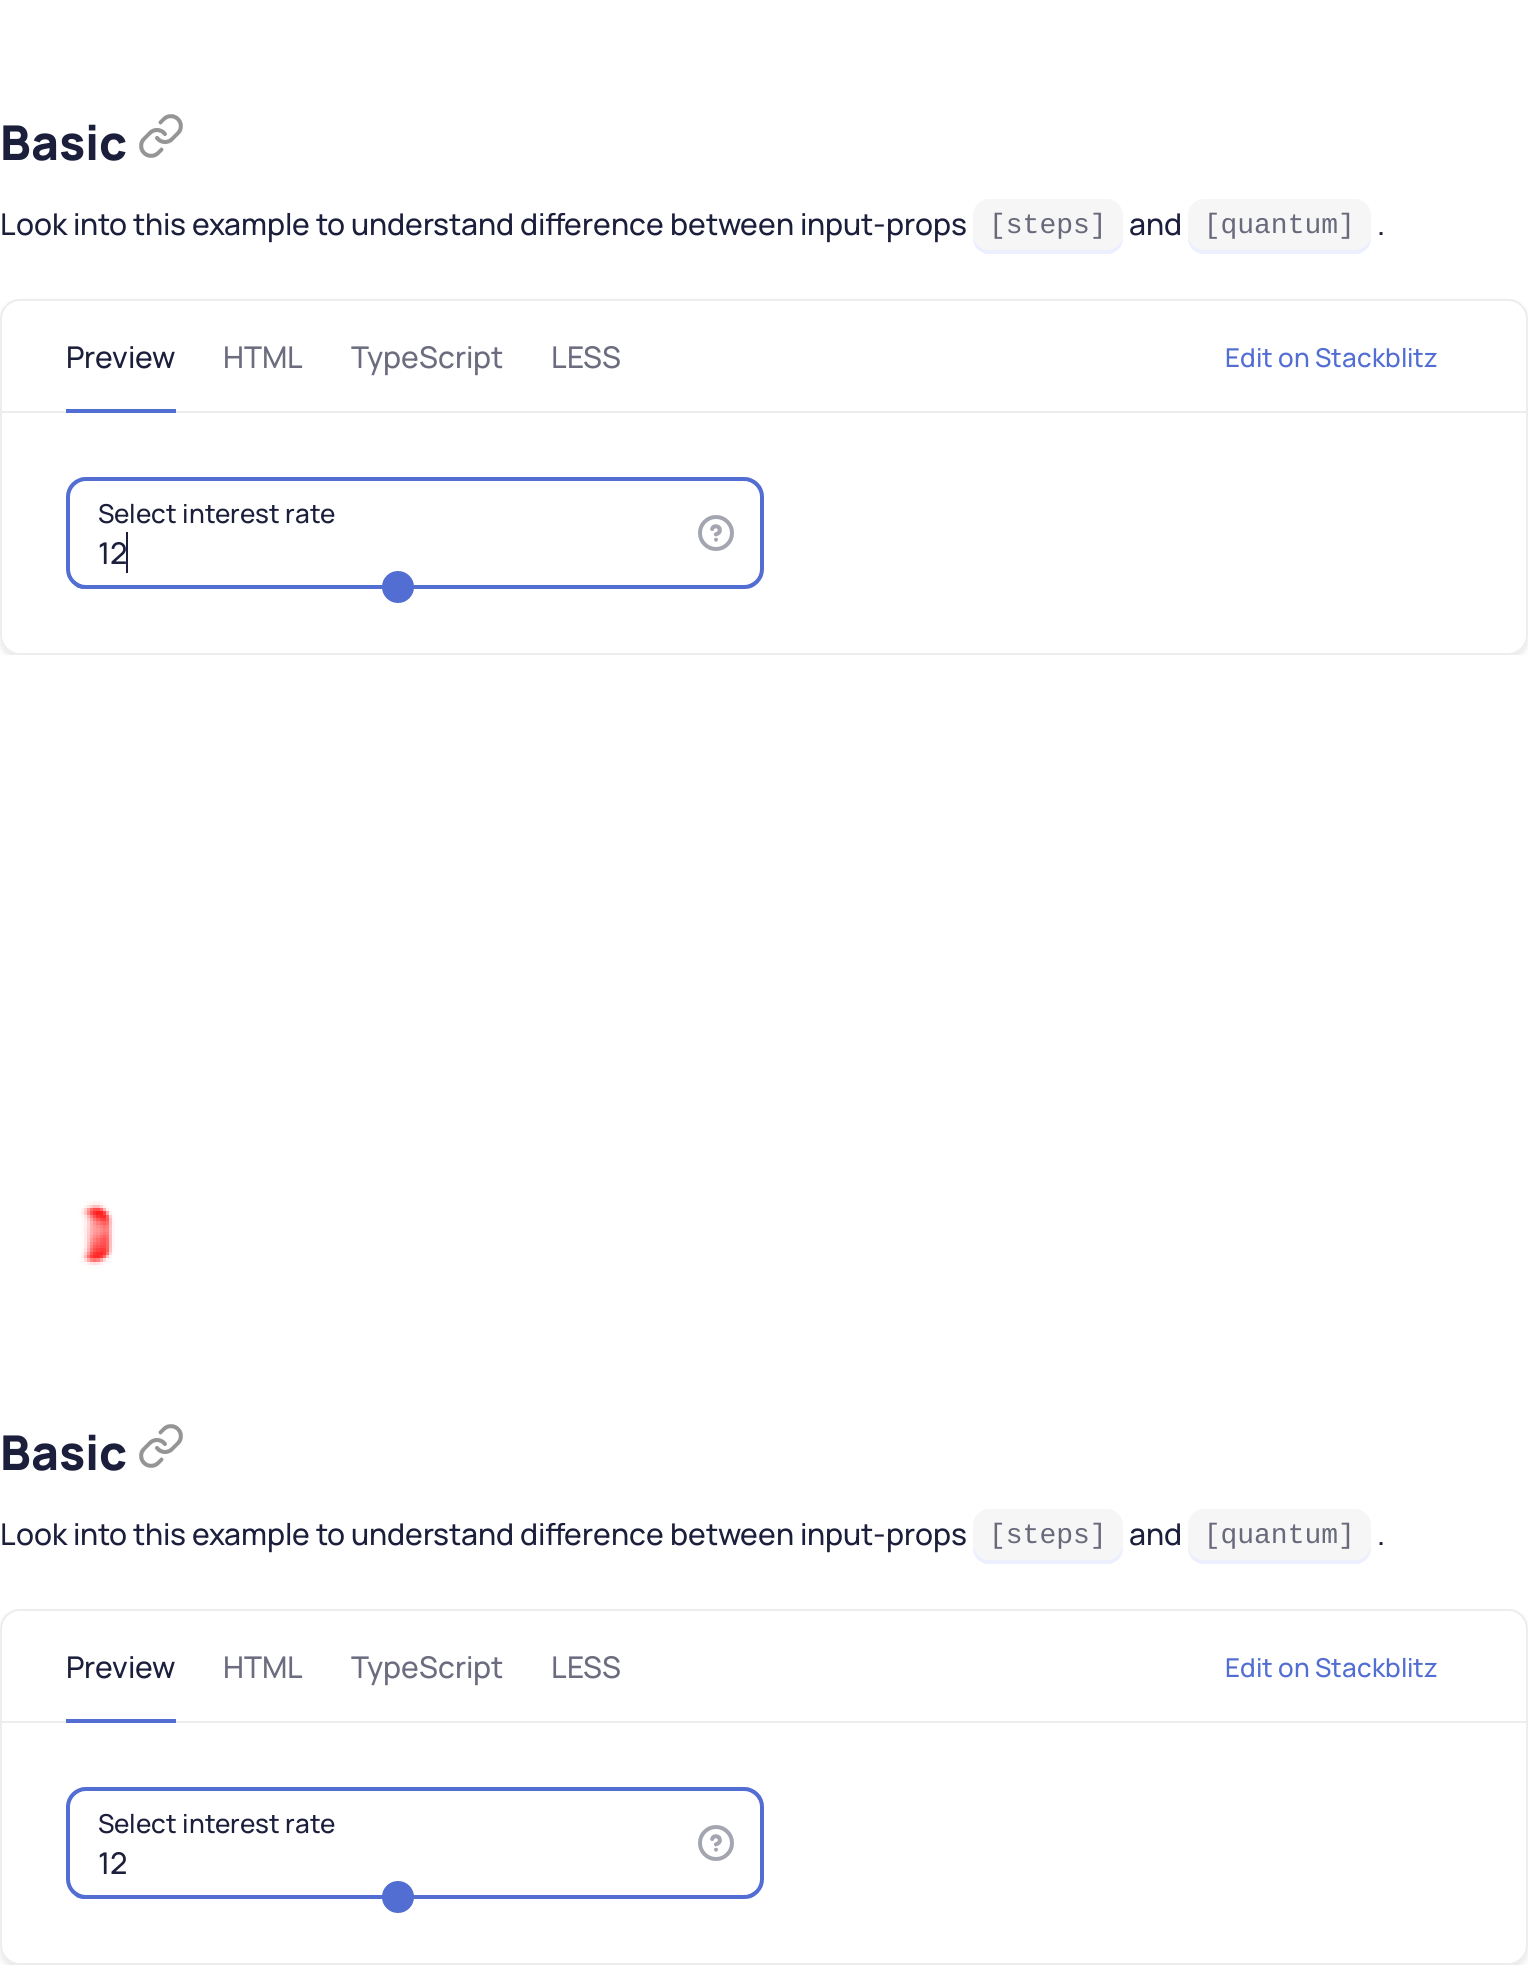 Basic
Look into this example to understand difference between input-props [steps] and [quantum] .
Preview HTML TypeScript LESS Edit on Stackblitz
Select interest rate
12
Basic
Look into this example to understand difference between input-props [steps] and [quantum] .
Preview HTML TypeScript LESS Edit on Stackblitz
Select interest rate
12